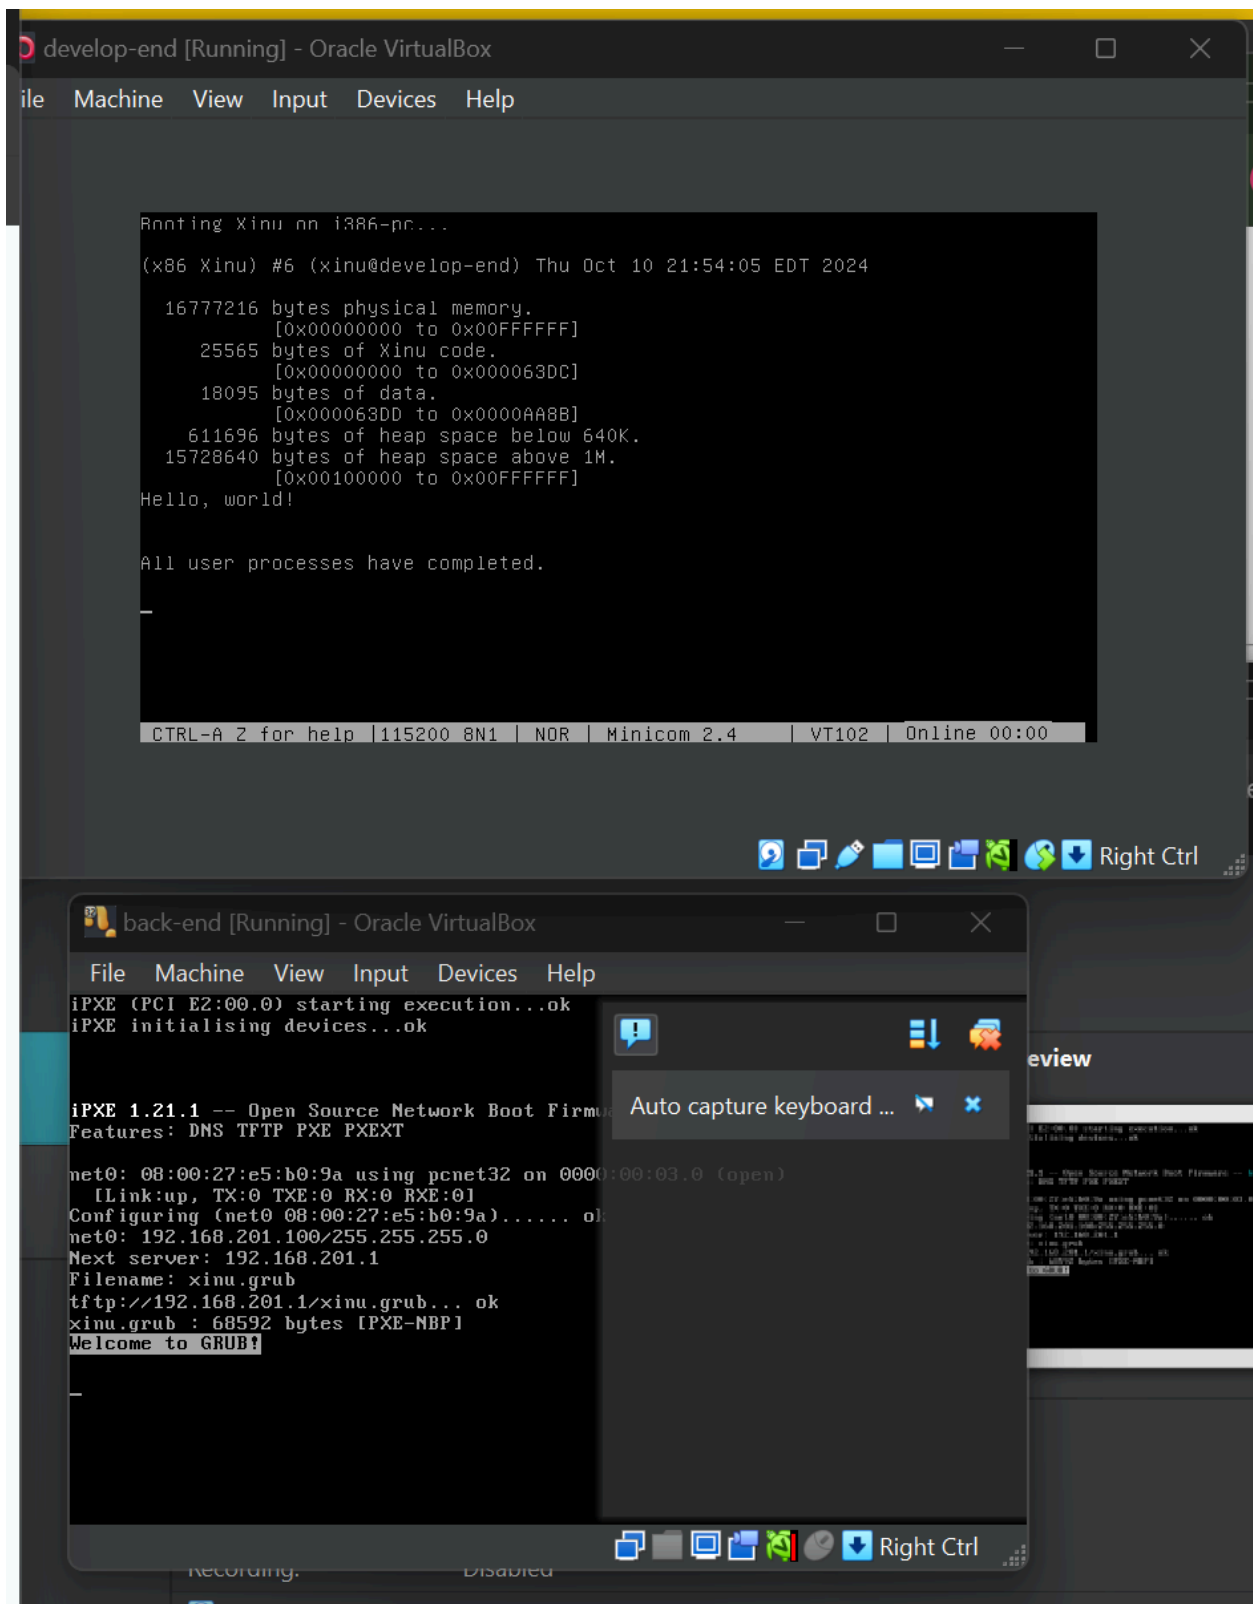 develop-end [Running] - Oracle VirtualBox
ile Machine View Input Devices Help
Booting Xinu on i386-pc...
(x86 Xinu) #6 (xinu@develop-end) Thu Oct 10 21:54:05 EDT 2024
16777216 bytes physical memory.
[0x00000000 to 0x00FFFFFF]
25565 bytes of Xinu code.
[0x00000000 to 0x000063DC]
18095 bytes of data.
[0x000063DD to 0x0000AA8B]
611696 bytes of heap space below 640K.
15728640 bytes of heap space above 1M.
[0x00100000 to 0x00FFFFFF]
Hello, world!
All user processes have completed.
_
CTRL-A Z for help |115200 8N1 | NOR | Minicom 2.4 | VT102 | Online 00:00
Right Ctrl
back-end [Running] - Oracle VirtualBox
File Machine View Input Devices Help
iPXE (PCI E2:00.0) starting execution...ok
iPXE initialising devices...ok
iPXE 1.21.1 -- Open Source Network Boot Firmw
Features: DNS TFTP PXE PXEXT
net0: 08:00:27:e5:b0:9a using pcnet32 on 0000:00:03.0 (open)
[Link:up, TX:0 TXE:0 RX:0 RXE:0]
Configuring (net0 08:00:27:e5:b0:9a)...... ok
net0: 192.168.201.100/255.255.255.0
Next server: 192.168.201.1
Filename: xinu.grub
tftp://192.168.201.1/xinu.grub... ok
xinu.grub : 68592 bytes [PXE-NBP]
Welcome to GRUB!
_
Auto capture keyboard ...
eview
Right Ctrl
Recording: Disabled